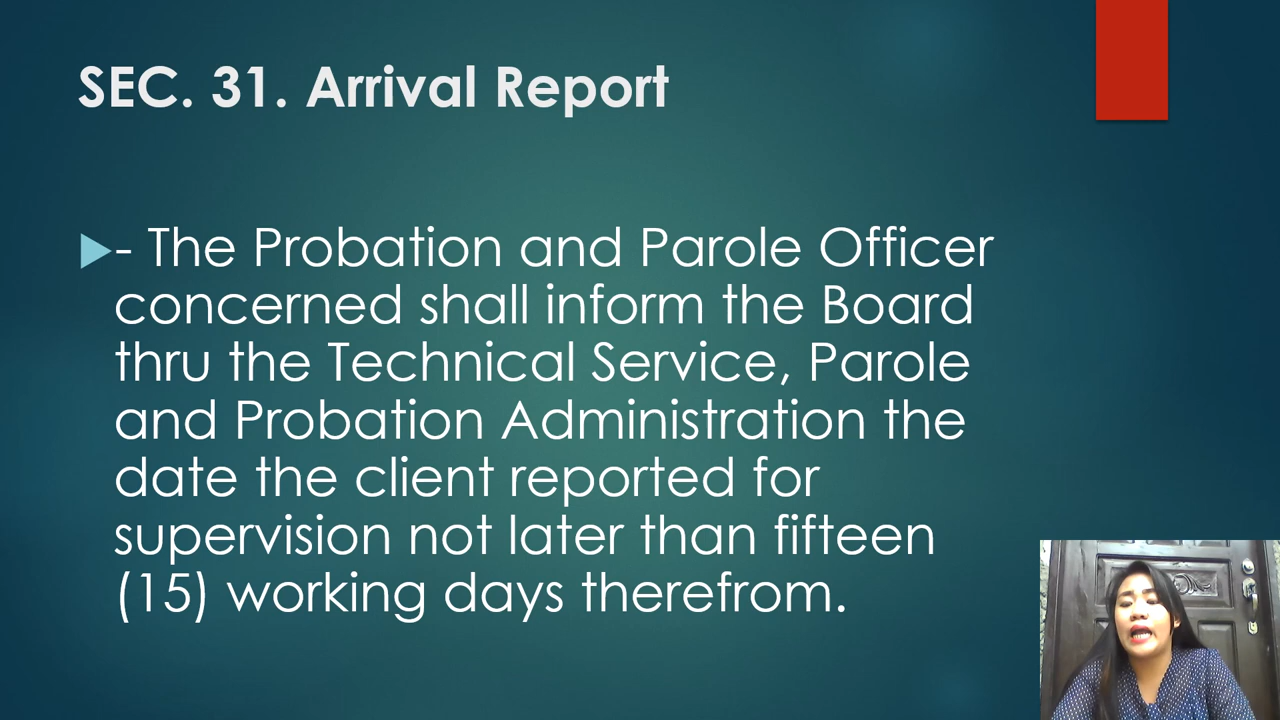 SEC. 31. Arrival Report
- The Probation and Parole Officer
concerned shall inform the Board
thru the Technical Service, Parole
and Probation Administration the
date the client reported for
supervision not later than fifteen
(15) working days therefrom.